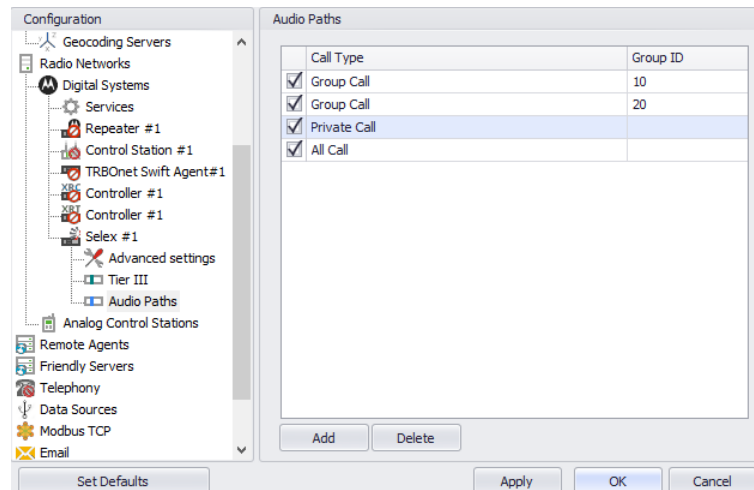 Configuration
Geocoding Servers
Radio Networks
Digital Systems
Services
Repeater #1
Control Station #1
TRBOnet Swift Agent#1
XRC
Controller #1
XRT
Controller #1
Selex #1
Advanced settings
Tier III
Audio Paths
Analog Control Stations
Remote Agents
Friendly Servers
Telephony
Data Sources
Modbus TCP
Email
Audio Paths
Call Type Group ID
Group Call 10
Group Call 20
Private Call
All Call
Add Delete
Set Defaults Apply OK Cancel